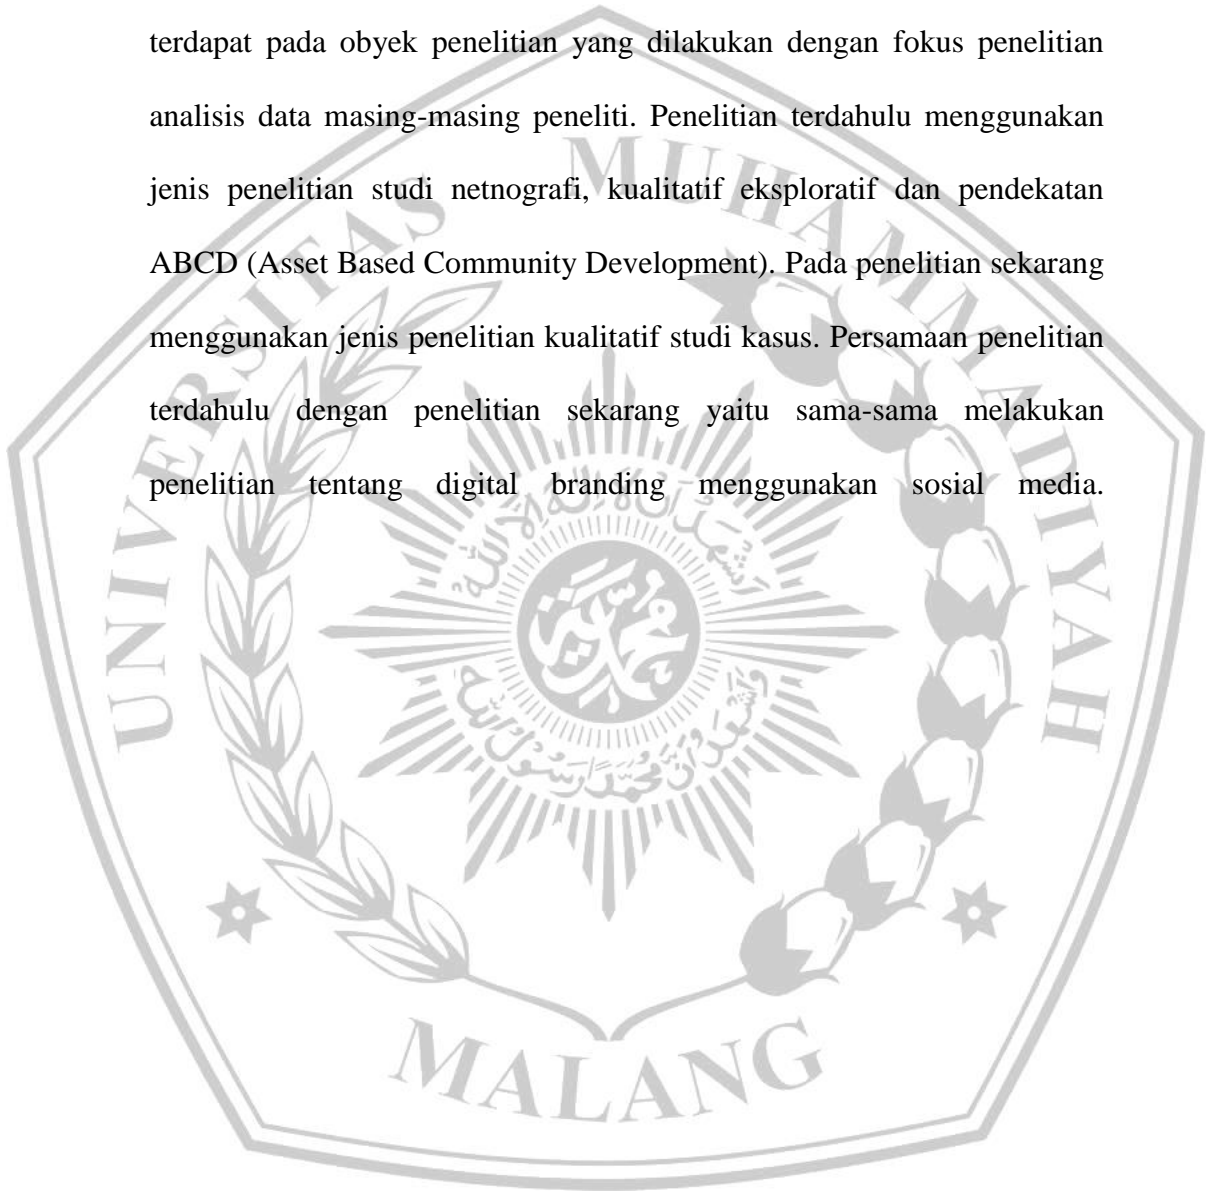 terdapat pada obyek penelitian yang dilakukan dengan fokus penelitian
analisis data masing-masing peneliti. Penelitian terdahulu menggunakan
jenis penelitian studi netnografi, kualitatif eksploratif dan pendekatan
ABCD (Asset Based Community Development). Pada penelitian sekarang
menggunakan jenis penelitian kualitatif studi kasus. Persamaan penelitian
terdahulu dengan penelitian sekarang yaitu sama-sama melakukan
penelitian tentang digital branding menggunakan sosial media.
UNIVERSITAS MUHAMMADIYAH
MALANG